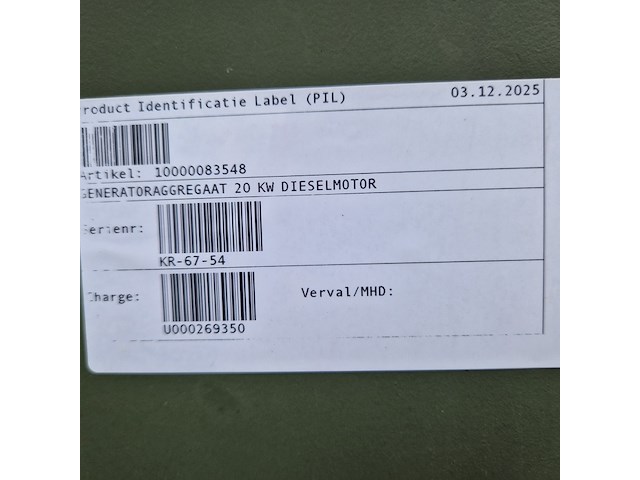 roduct Identificatie Label (PIL) 03.12.2025
Artikel: 10000083548
GENERATORAGGREGAAT 20 KW DIESELMOTOR
Serienr:
KR-67-54
Charge: Verval/MHD:
U000269350